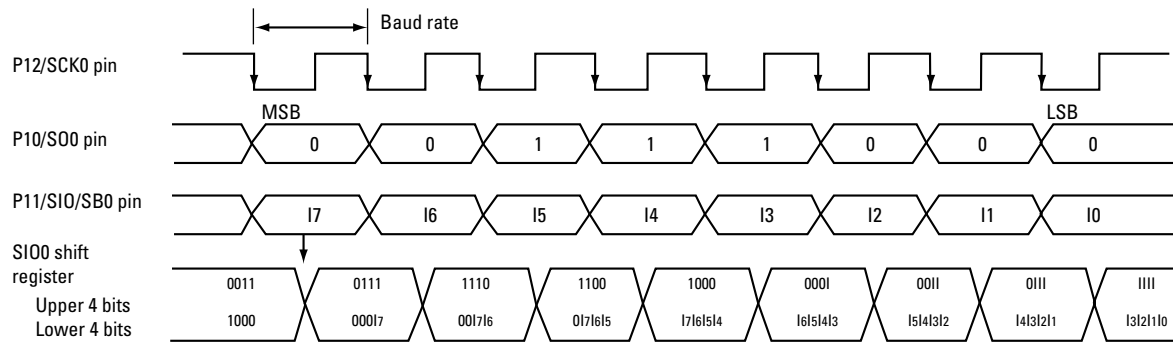 Baud rate
P12/SCK0 pin
MSB LSB
P10/SO0 pin 0 0 1 1 1 0 0 0
P11/SIO/SB0 pin I7 I6 I5 I4 I3 I2 I1 I0
SIO0 shift
register
0011 0111 1110 1100 1000 000I 00II 0III IIII
Upper 4 bits
1000 000I7 00I7I6 0I7I6I5 I7I6I5I4 I6I5I4I3 I5I4I3I2 I4I3I2I1 I3I2I1I0
Lower 4 bits